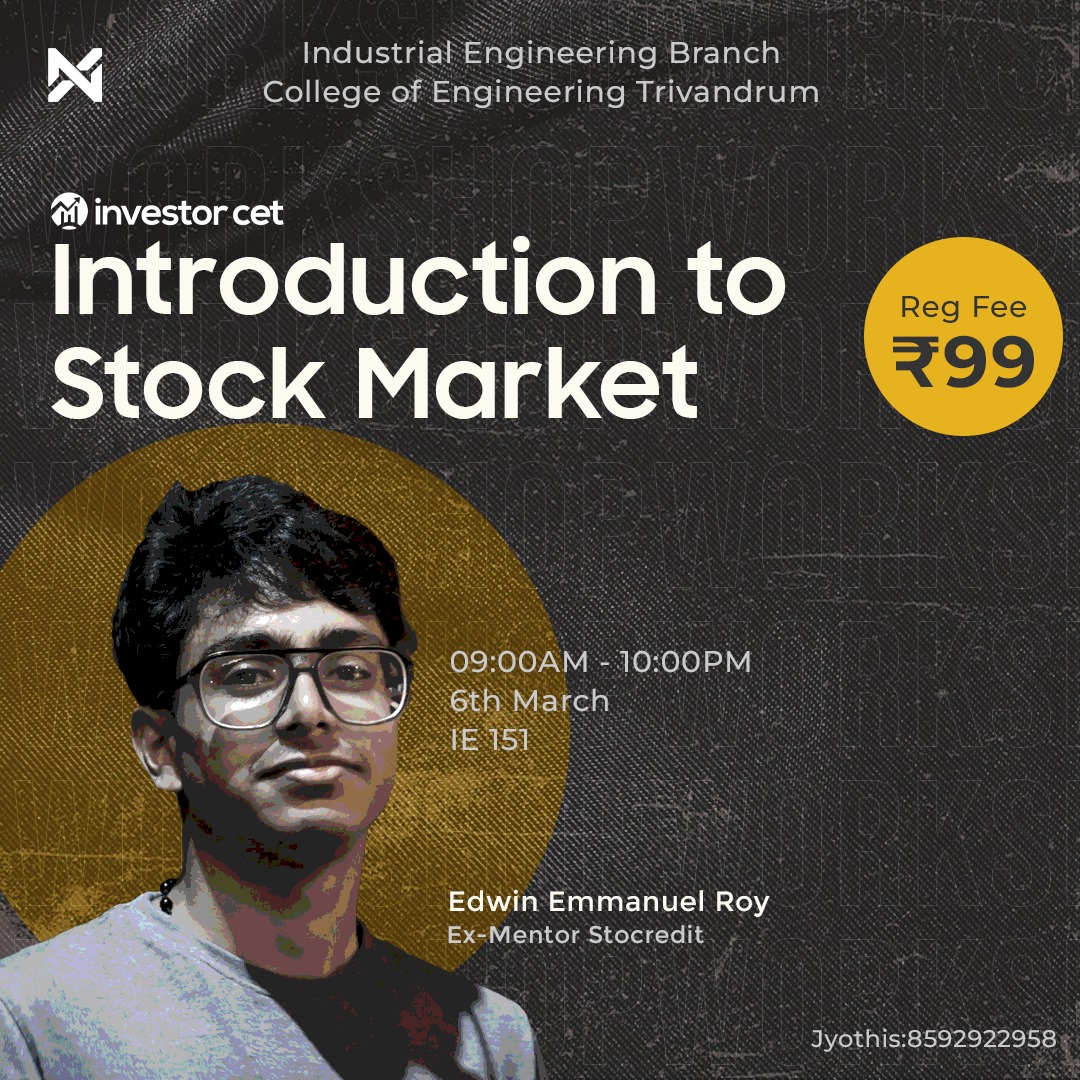 Industrial Engineering Branch
College of Engineering Trivandrum
investor cet
Introduction to
Stock Market
Reg Fee
₹99
09:00AM - 10:00PM
6th March
IE 151
Edwin Emmanuel Roy
Ex-Mentor Stocredit
Jyothis:8592922958